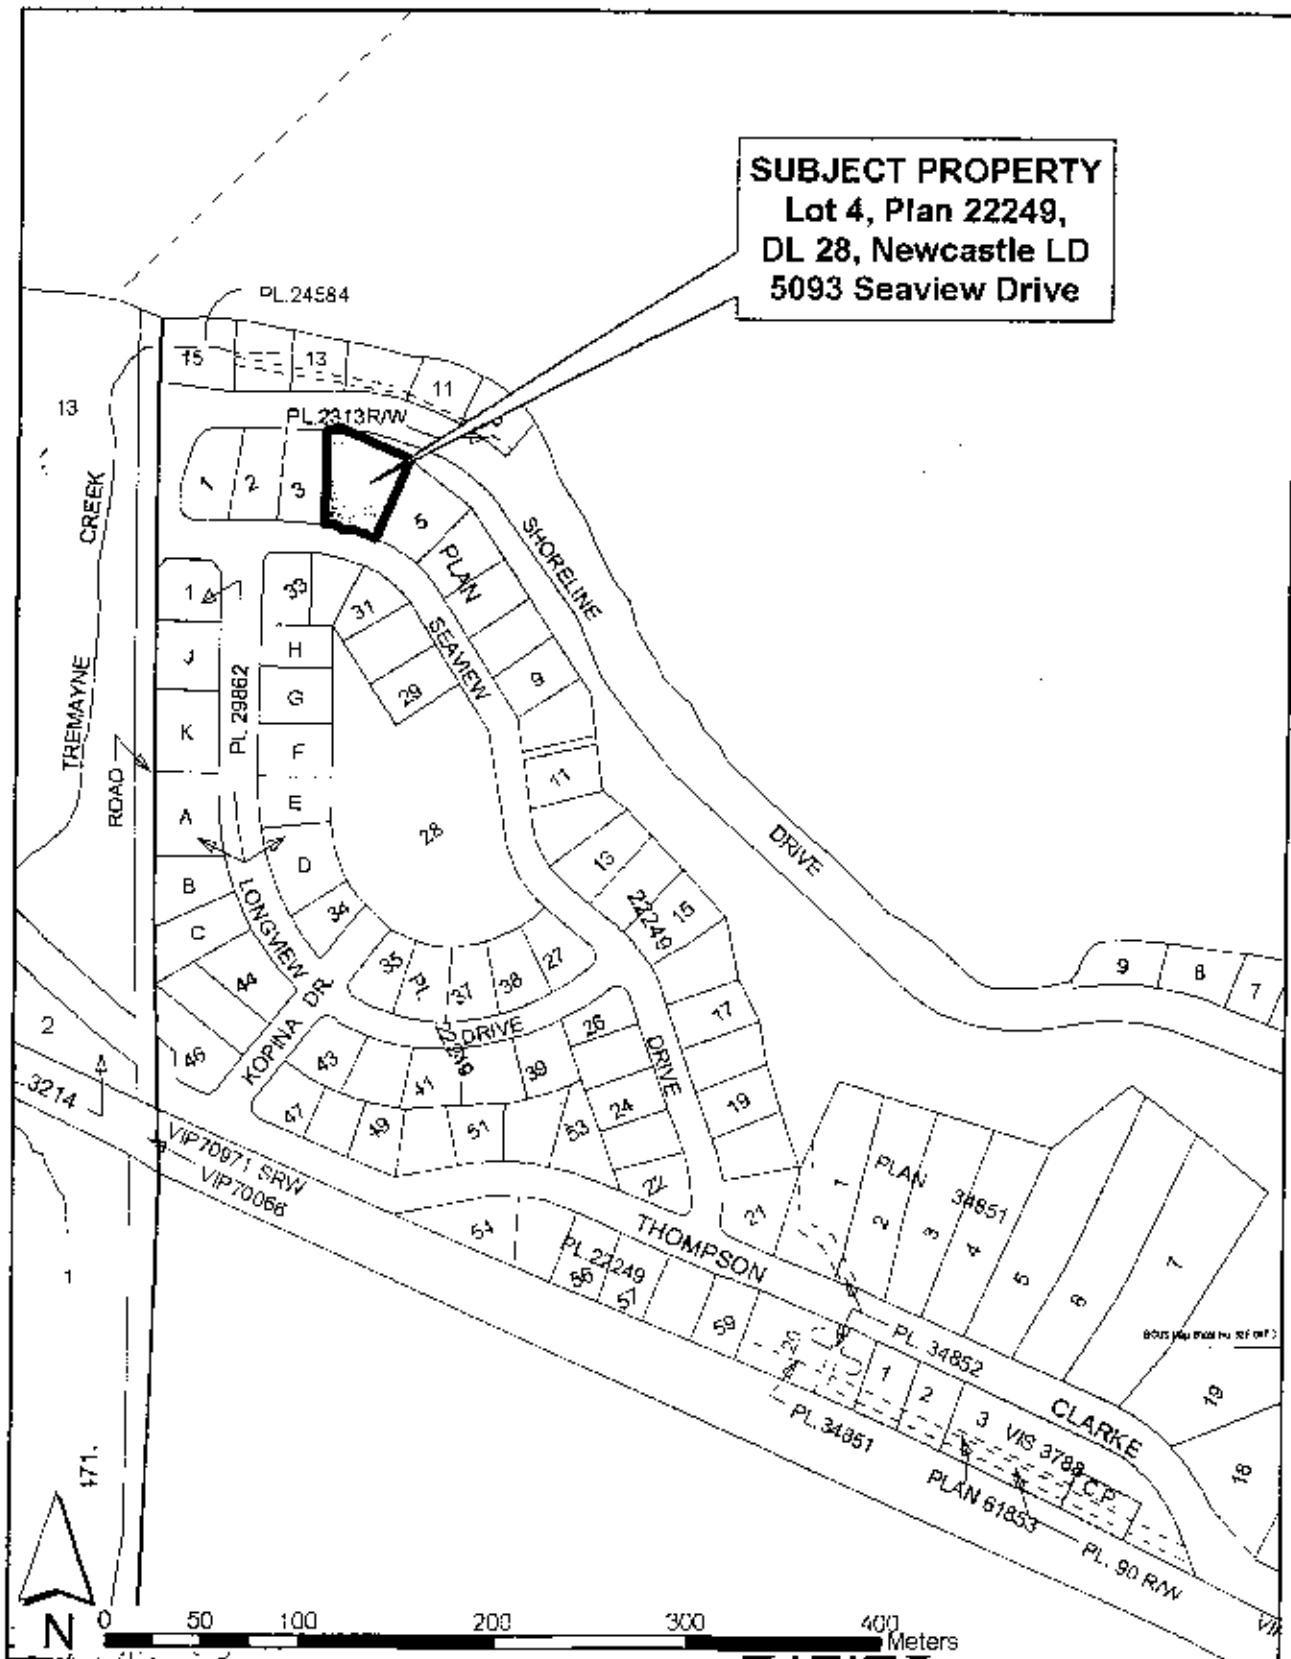 SUBJECT PROPERTY
Lot 4, Plan 22249,
DL 28, Newcastle LD
5093 Seaview Drive
PL.24584
15
13
11
13
PL.2313R/W
1
2
3
5
PLAN
CREEK
TREMAYNE
ROAD
SHORELINE
DRIVE
SEAVIEW
1
J
K
A
B
C
PL 29862
33
31
29
H
G
F
E
D
34
28
9
11
13
22249
15
17
19
21
LONGVIEW
KOPINA DR.
44
46
35
PL
37
38
27
DRIVE
22249
43
41
39
26
24
22
DRIVE
47
49
51
53
9
8
7
2
3214
VIP70971 SRW
VIP70066
1
171.
54
PL.22249
56
57
59
THOMPSON
1
2
3
4
5
6
7
PLAN
34851
PL. 34852
1
2
3
VIS 3788
C.P.
CLARKE
19
18
PL. 34851
PLAN 61853
PL. 90 R/W
N
0
50
100
200
300
400
Meters